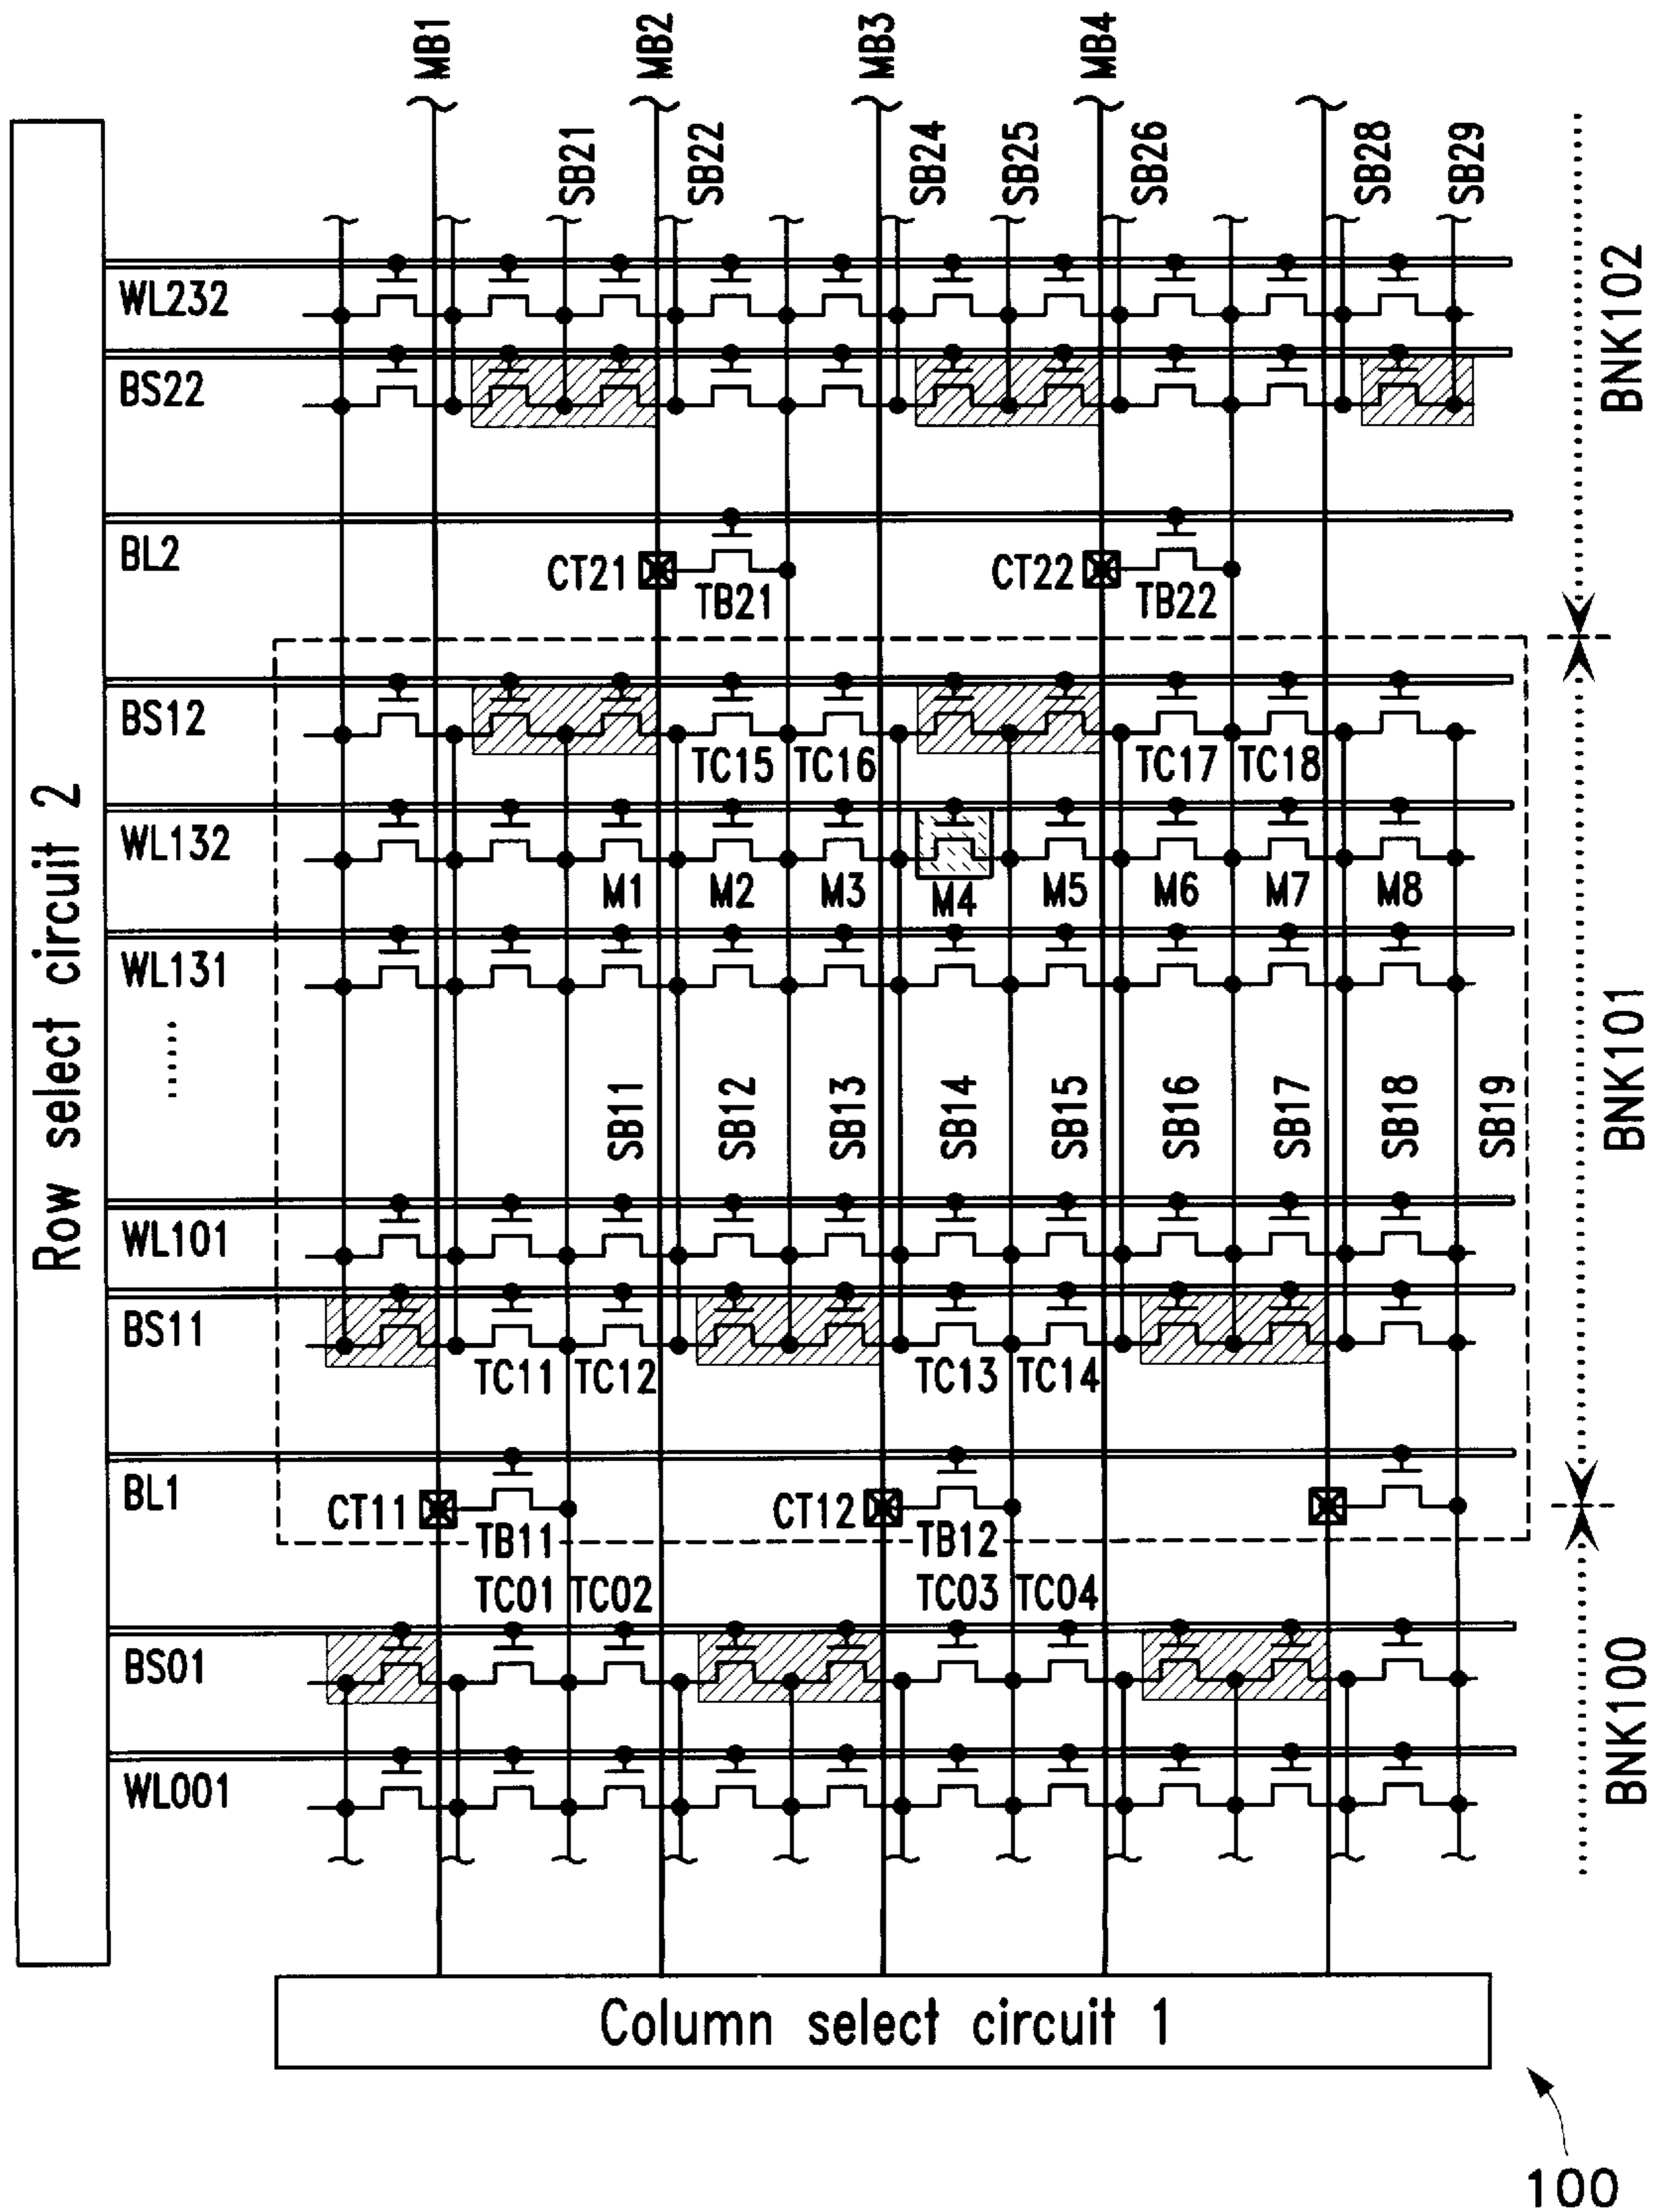 MB1
MB2
MB3
MB4
SB21
SB22
SB24
SB25
SB26
SB28
SB29
WL232
BS22
BNK102
BL2
CT21
TB21
CT22
TB22
BS12
TC15
TC16
TC17
TC18
Row select circuit 2
WL132
M1
M2
M3
M4
M5
M6
M7
M8
WL131
BNK101
......
SB11
SB12
SB13
SB14
SB15
SB16
SB17
SB18
SB19
WL101
BS11
TC11
TC12
TC13
TC14
BL1
CT11
TB11
CT12
TB12
TC01
TC02
TC03
TC04
BS01
BNK100
WL001
Column select circuit 1
100